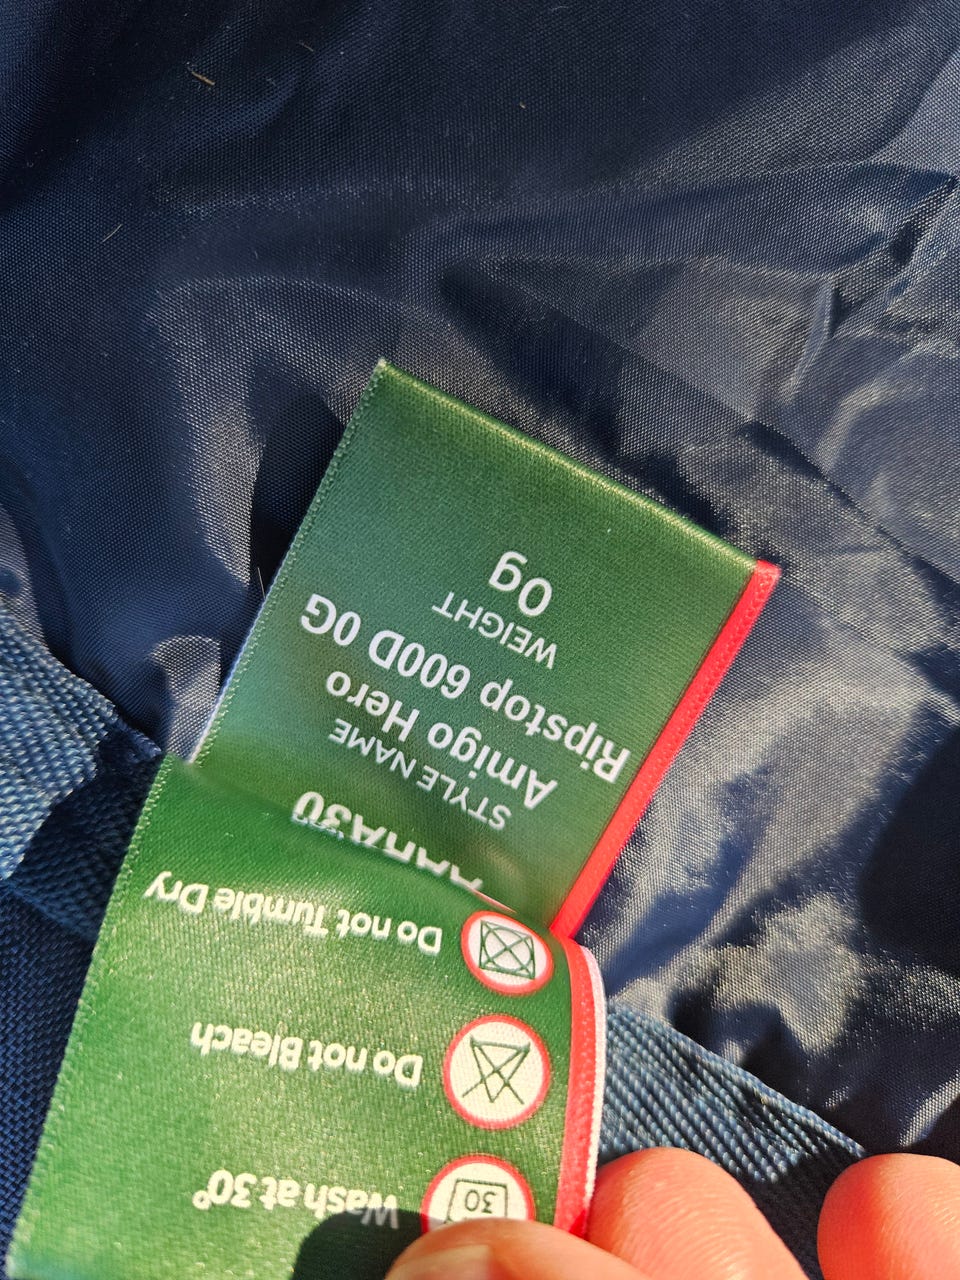 30 Wash at 30°
Do not Bleach
Do not Tumble Dry
STYLE NAME
Amigo Hero
Ripstop 600D 0G
WEIGHT
0g